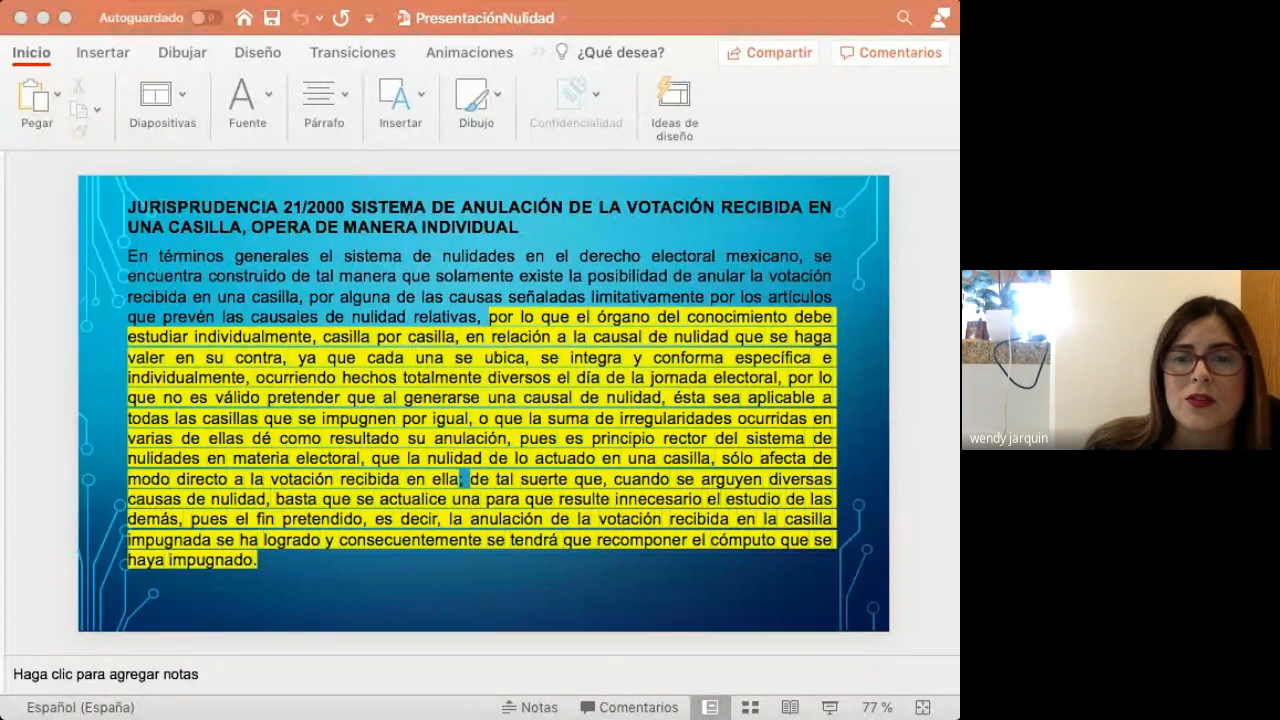 Autoguardado
PresentaciónNulidad
Inicio Insertar Dibujar Diseño Transiciones Animaciones ¿Qué desea? Compartir Comentarios
Pegar Diapositivas Fuente Párrafo Insertar Dibujo Confidencialidad Ideas de
diseño
JURISPRUDENCIA 21/2000 SISTEMA DE ANULACIÓN DE LA VOTACIÓN RECIBIDA EN
UNA CASILLA, OPERA DE MANERA INDIVIDUAL
En términos generales el sistema de nulidades en el derecho electoral mexicano, se
encuentra construido de tal manera que solamente existe la posibilidad de anular la votación
recibida en una casilla, por alguna de las causas señaladas limitativamente por los artículos
que prevén las causales de nulidad relativas, por lo que el órgano del conocimiento debe
estudiar individualmente, casilla por casilla, en relación a la causal de nulidad que se haga
valer en su contra, ya que cada una se ubica, se integra y conforma específica e
individualmente, ocurriendo hechos totalmente diversos el día de la jornada electoral, por lo
que no es válido pretender que al generarse una causal de nulidad, ésta sea aplicable a
todas las casillas que se impugnen por igual, o que la suma de irregularidades ocurridas en
varias de ellas dé como resultado su anulación, pues es principio rector del sistema de
nulidades en materia electoral, que la nulidad de lo actuado en una casilla, sólo afecta de
modo directo a la votación recibida en ella; de tal suerte que, cuando se arguyen diversas
causas de nulidad, basta que se actualice una para que resulte innecesario el estudio de las
demás, pues el fin pretendido, es decir, la anulación de la votación recibida en la casilla
impugnada se ha logrado y consecuentemente se tendrá que recomponer el cómputo que se
haya impugnado.
Haga clic para agregar notas
Español (España) Notas Comentarios 77 %
wendy jarquin